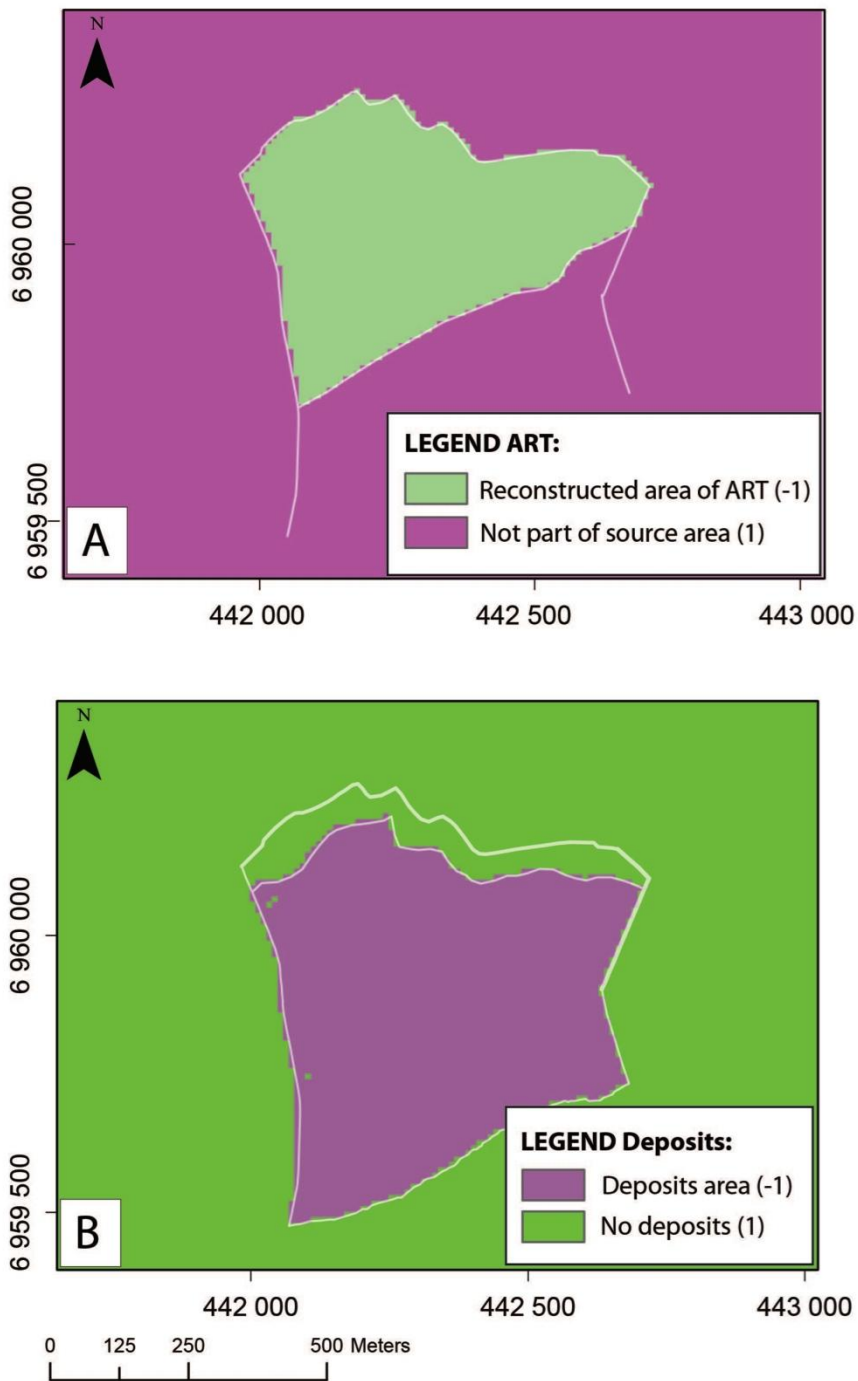 N
6 960 000
6 959 500
A
LEGEND ART:
Reconstructed area of ART (-1)
Not part of source area (1)
442 000 442 500 443 000
N
6 960 000
6 959 500
B
LEGEND Deposits:
Deposits area (-1)
No deposits (1)
442 000 442 500 443 000
0 125 250 500 Meters